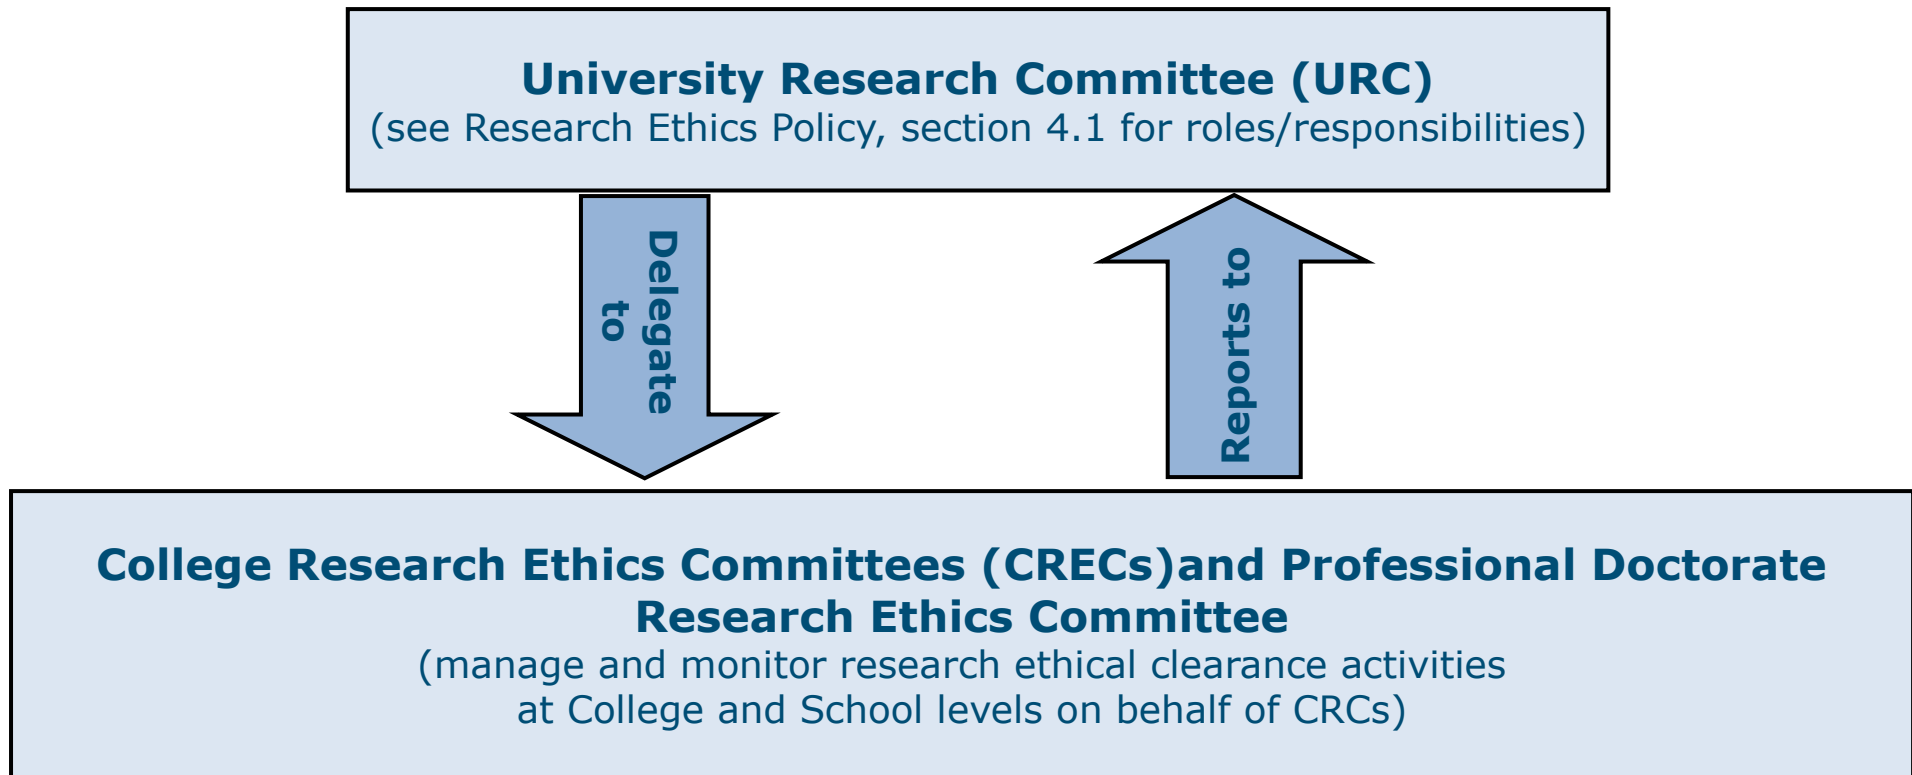 University Research Committee (URC)
(see Research Ethics Policy, section 4.1 for roles/responsibilities)
Delegate
to
Reports to
College Research Ethics Committees (CRECs)and Professional Doctorate
Research Ethics Committee
(manage and monitor research ethical clearance activities
at College and School levels on behalf of CRCs)